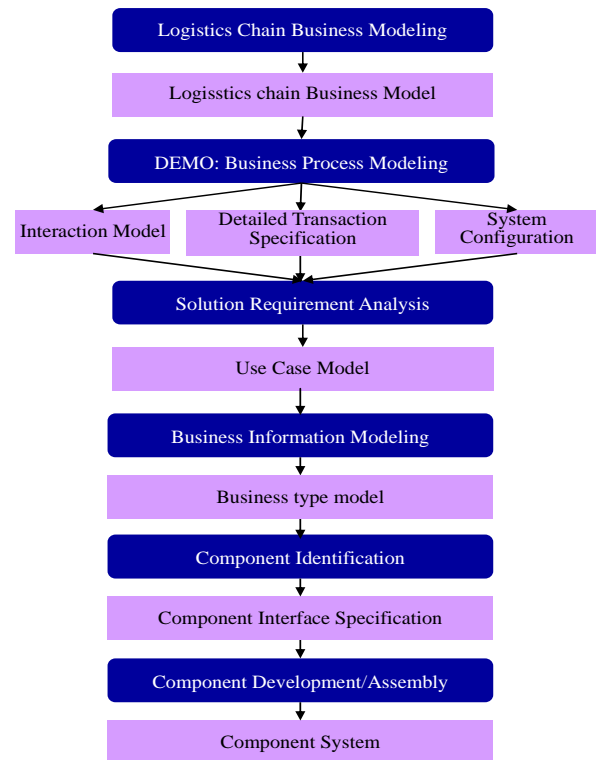 Logistics Chain Business Modeling
Logisstics chain Business Model
DEMO: Business Process Modeling
Interaction Model
Detailed Transaction
Specification
System
Configuration
Solution Requirement Analysis
Use Case Model
Business Information Modeling
Business type model
Component Identification
Component Interface Specification
Component Development/Assembly
Component System